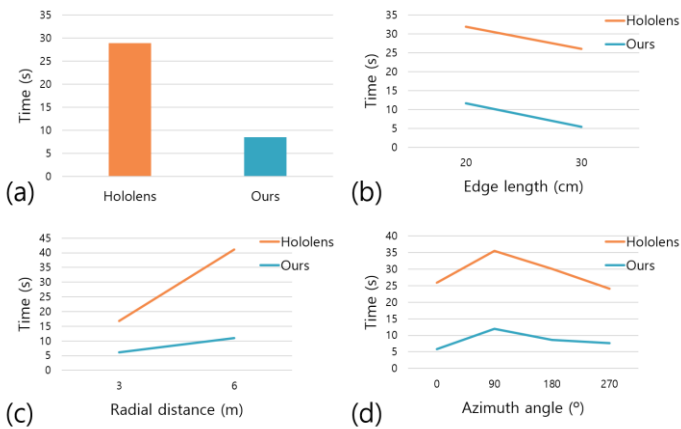 35
30
25
20
15
10
5
0
Time (s)
Hololens
Ours
(a)
35
30
25
20
15
10
5
0
Time (s)
Hololens
Ours
20
30
Edge length (cm)
(b)
45
40
35
30
25
20
15
10
5
0
Time (s)
Hololens
Ours
3
6
Radial distance (m)
(c)
40
35
30
25
20
15
10
5
0
Time (s)
Hololens
Ours
0
90
180
270
Azimuth angle (º)
(d)